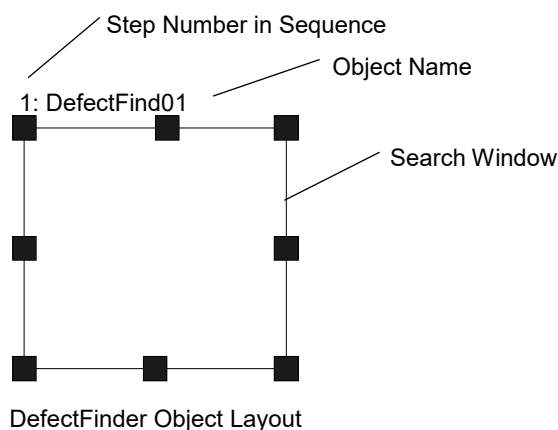 Step Number in Sequence
Object Name
1: DefectFind01
Search Window
DefectFinder Object Layout